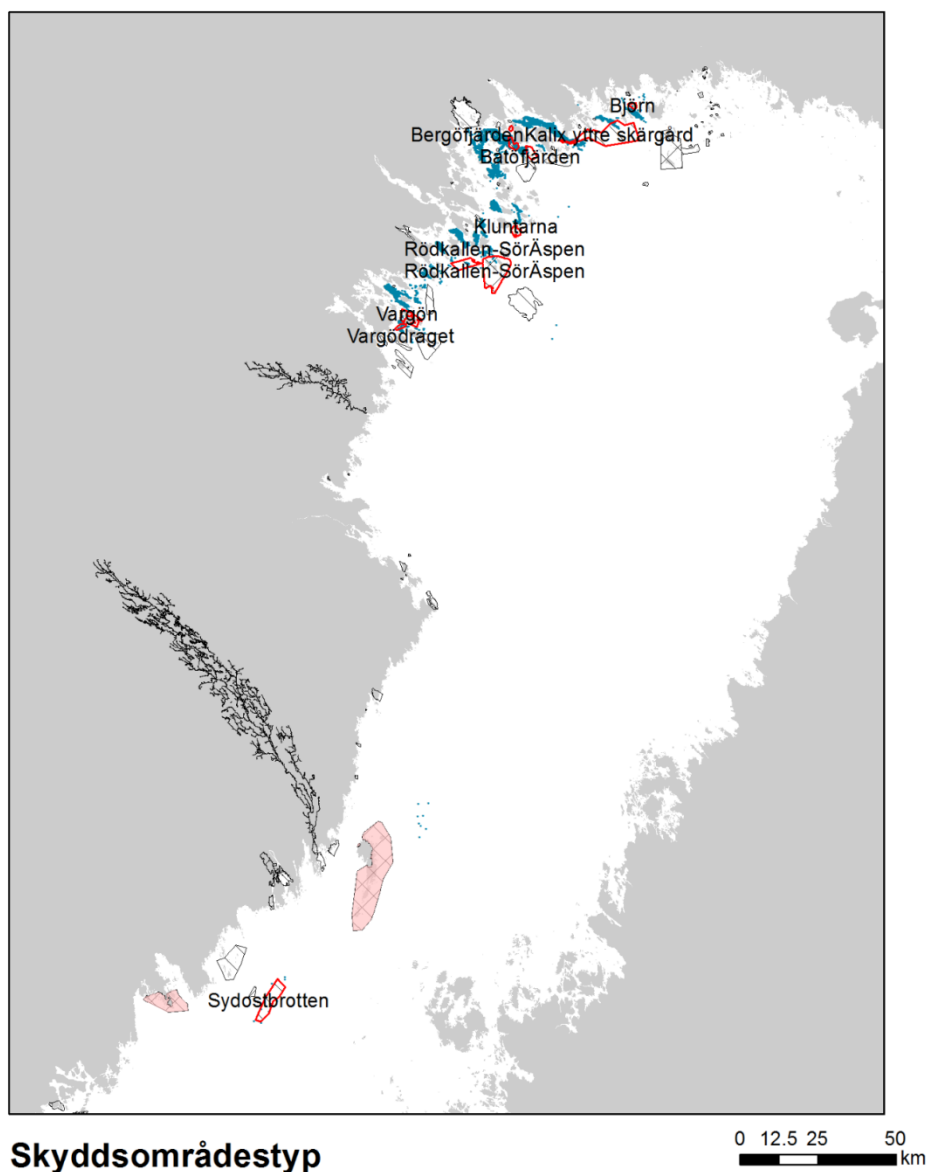 Björn
BergöfjärdenKalix yttre skärgård
Batöfjärden
Kluntarna
Rödkallen-SörÄspen
Rödkallen-SörÄspen
Vargön
Vargödraget
Sydostbrotten
Skyddsområdestyp
0 12.5 25 50
km